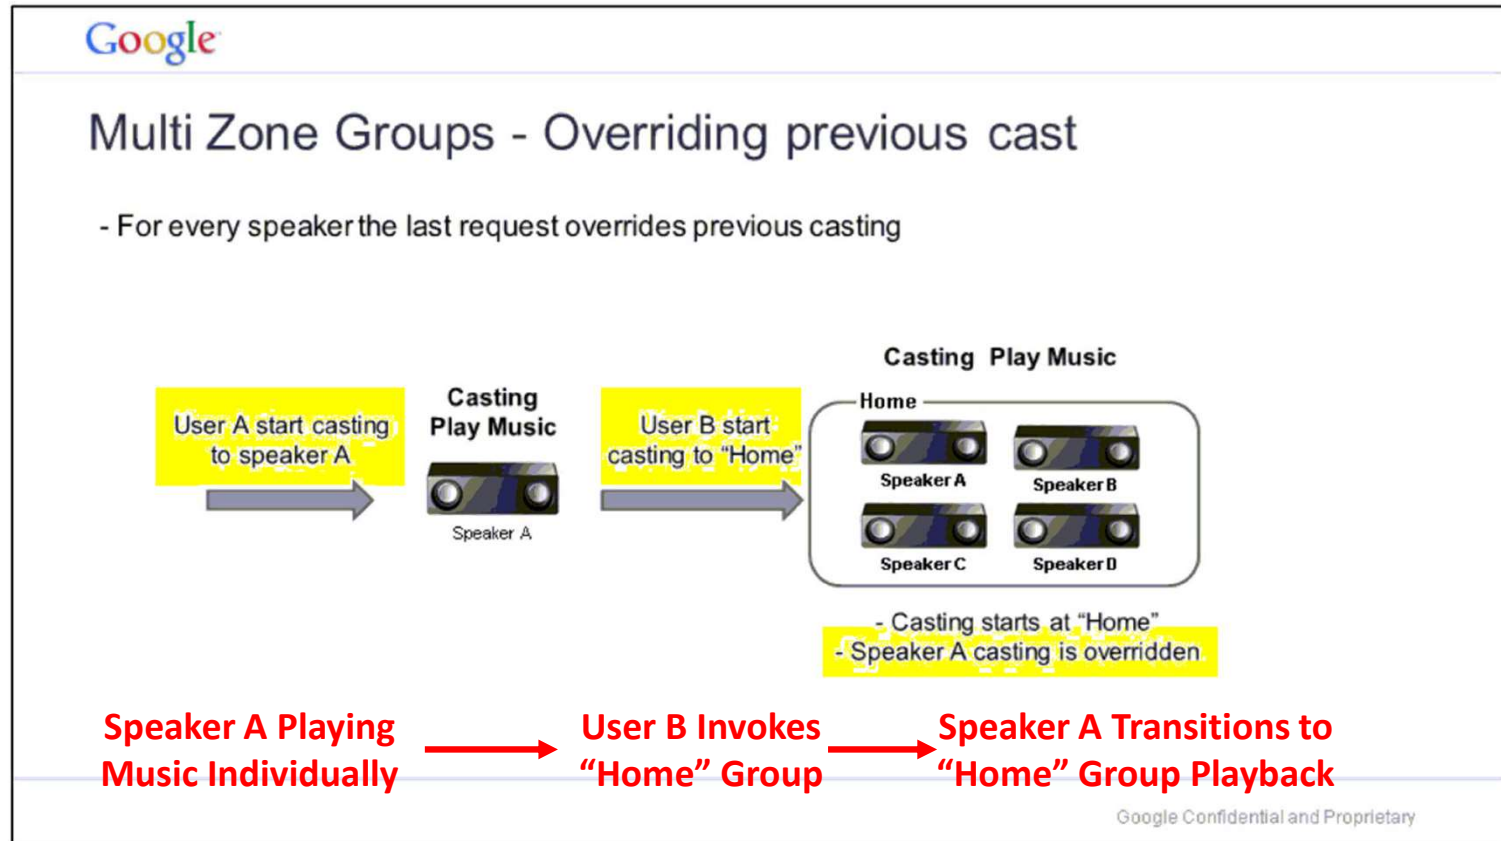 Google
Multi Zone Groups - Overriding previous cast
- For every speaker the last request overrides previous casting
User A start casting
to speaker A
Casting
Play Music
Speaker A
User B start
casting to “Home”
Casting Play Music
Home
Speaker A
Speaker B
Speaker C
Speaker D
- Casting starts at “Home”
- Speaker A casting is overridden
Speaker A Playing
Music Individually
User B Invokes
“Home” Group
Speaker A Transitions to
“Home” Group Playback
Google Confidential and Proprietary